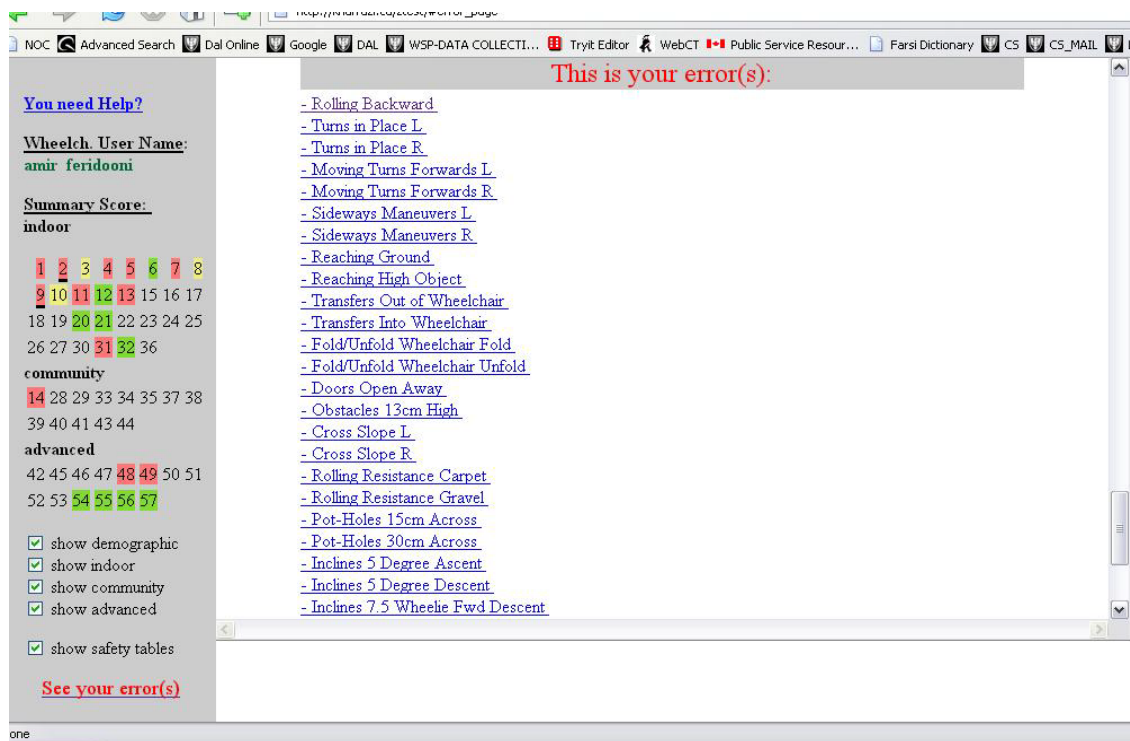 NOC Advanced Search Dal Online Google DAL WSP-DATA COLLECTI... Tryit Editor WebCT Public Service Resour... Farsi Dictionary CS CS_MAIL
This is your error(s):
You need Help?
Wheelch. User Name:
amir feridooni
Summary Score:
indoor
1 2 3 4 5 6 7 8
9 10 11 12 13 15 16 17
18 19 20 21 22 23 24 25
26 27 30 31 32 36
community
14 28 29 33 34 35 37 38
39 40 41 43 44
advanced
42 45 46 47 48 49 50 51
52 53 54 55 56 57
show demographic
show indoor
show community
show advanced
show safety tables
See your error(s)
- Rolling Backward
- Turns in Place L
- Turns in Place R
- Moving Turns Forwards L
- Moving Turns Forwards R
- Sideways Maneuvers L
- Sideways Maneuvers R
- Reaching Ground
- Reaching High Object
- Transfers Out of Wheelchair
- Transfers Into Wheelchair
- Fold/Unfold Wheelchair Fold
- Fold/Unfold Wheelchair Unfold
- Doors Open Away
- Obstacles 13cm High
- Cross Slope L
- Cross Slope R
- Rolling Resistance Carpet
- Rolling Resistance Gravel
- Pot-Holes 15cm Across
- Pot-Holes 30cm Across
- Inclines 5 Degree Ascent
- Inclines 5 Degree Descent
- Inclines 7.5 Wheelie Fwd Descent
one